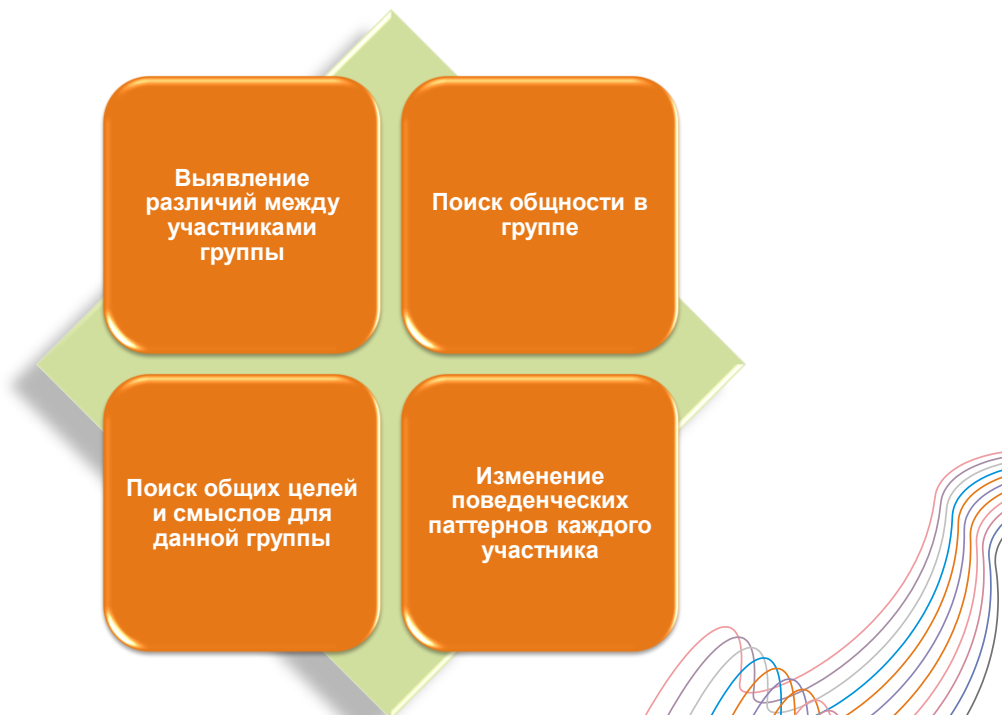 Выявление
различий между
участниками
группы
Поиск общности в
группе
Поиск общих целей
и смыслов для
данной группы
Изменение
поведенческих
паттернов каждого
участника